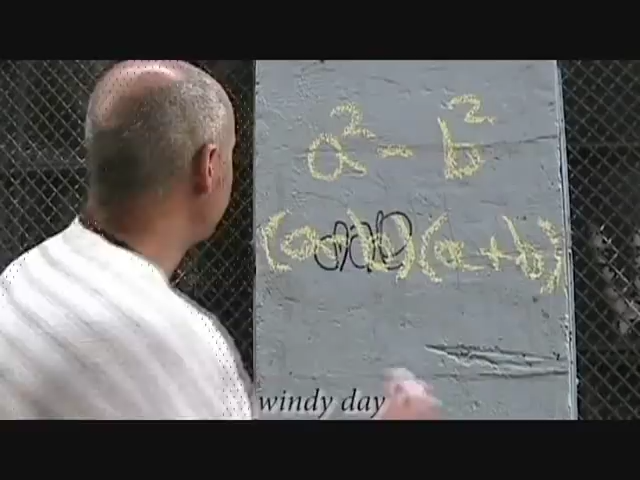 a² - b²
(a-b)(a+b)
windy day